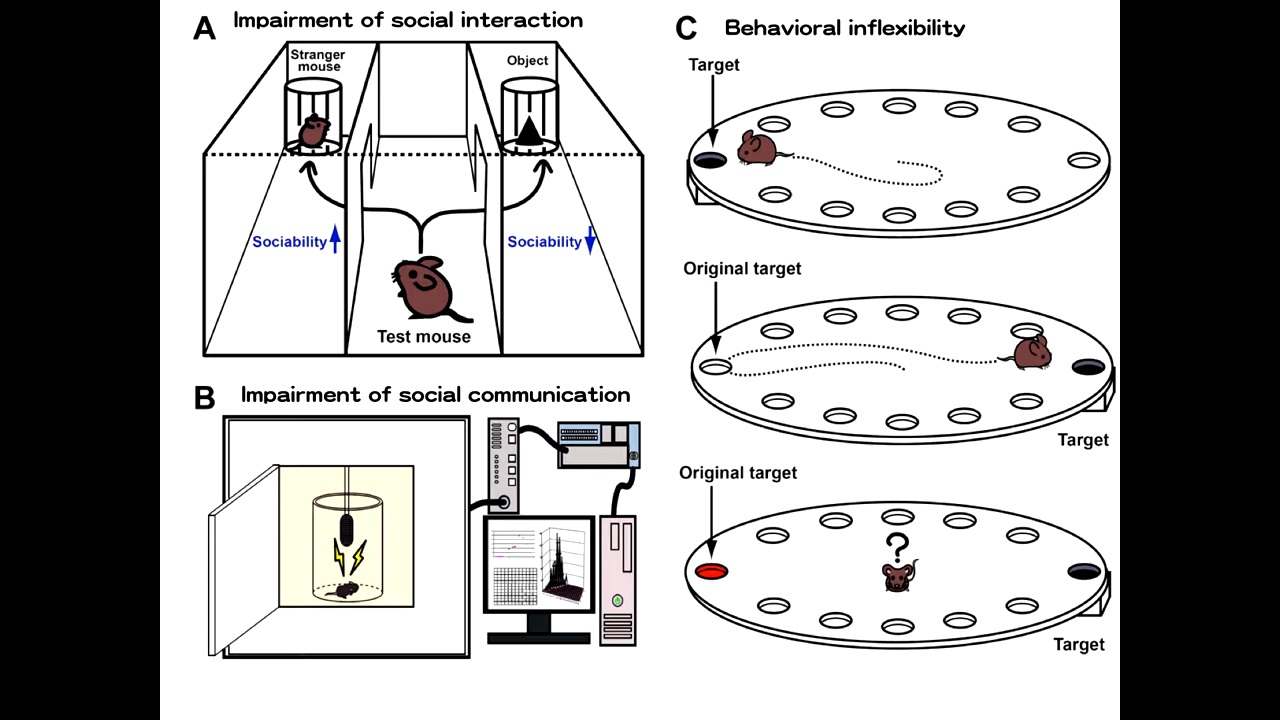 A Impairment of social interaction
Stranger
mouse
Object
Sociability
Sociability
Test mouse
B Impairment of social communication
C Behavioral inflexibility
Target
Original target
Target
Original target
?
Target